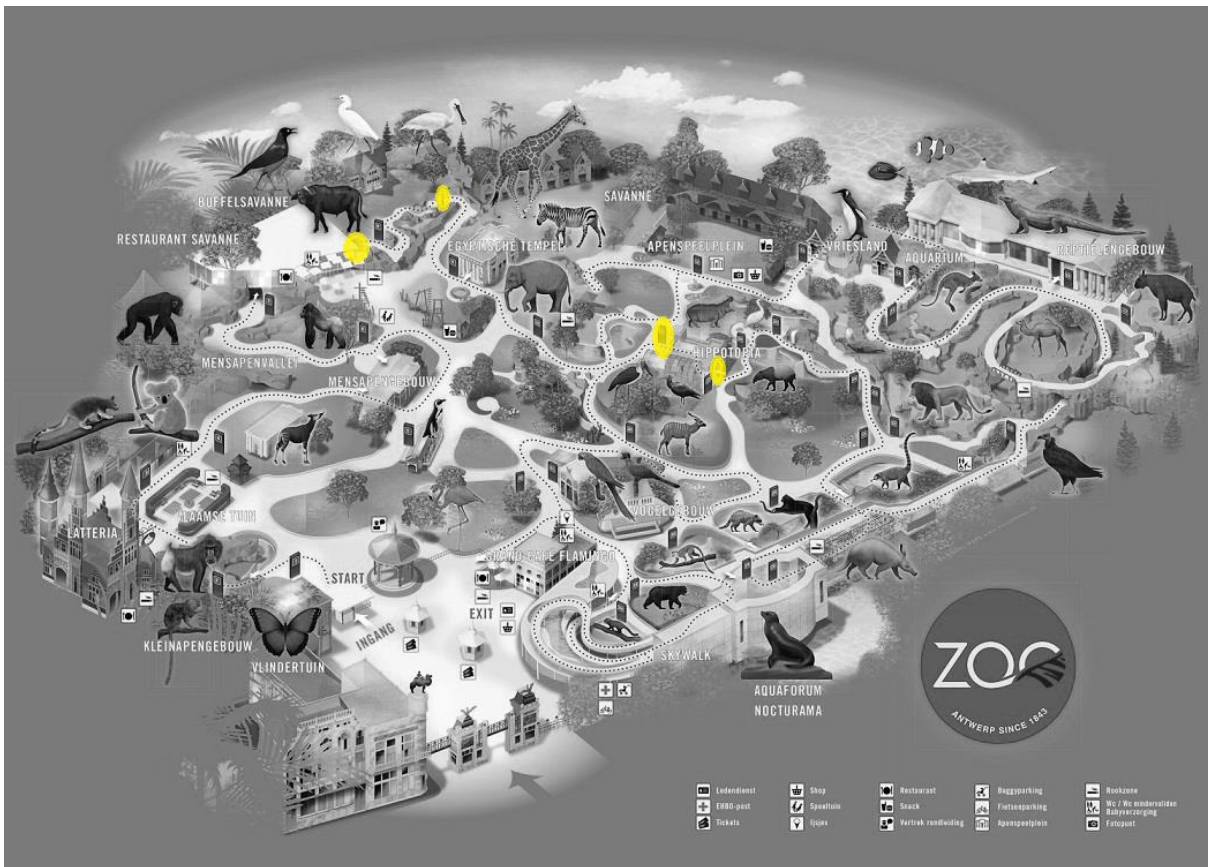 BUFFELSAVANNE
RESTAURANT SAVANNE
EGYPTISCHE TEMPEL
SAVANNE
APENSPEELPLEIN
VRIESLAND
AQUARIUM
REPTIELENGEBOUW
MENSAPENVALLEI
MENSAPENGEBOUW
HIPPOTOPIA
LATTERIA
VLAAMSE TUIN
VOGELGEBOUW
GRAND CAFE FLAMINGO
START
EXIT
INGANG
KLEINAPENGEBOUW
VLINDERTUIN
SKYWALK
AQUAFORUM
NOCTURAMA
ZOO
ANTWERP SINCE 1843
Ledendienst
EHBO-post
Tickets
Shop
Speeltuin
Ijsjes
Restaurant
Snack
Vertrek rondleiding
Buggyparking
Fietsenparking
Apenspeelplein
Rookzone
Wc / Wc mindervaliden
Babyverzorging
Fotopunt